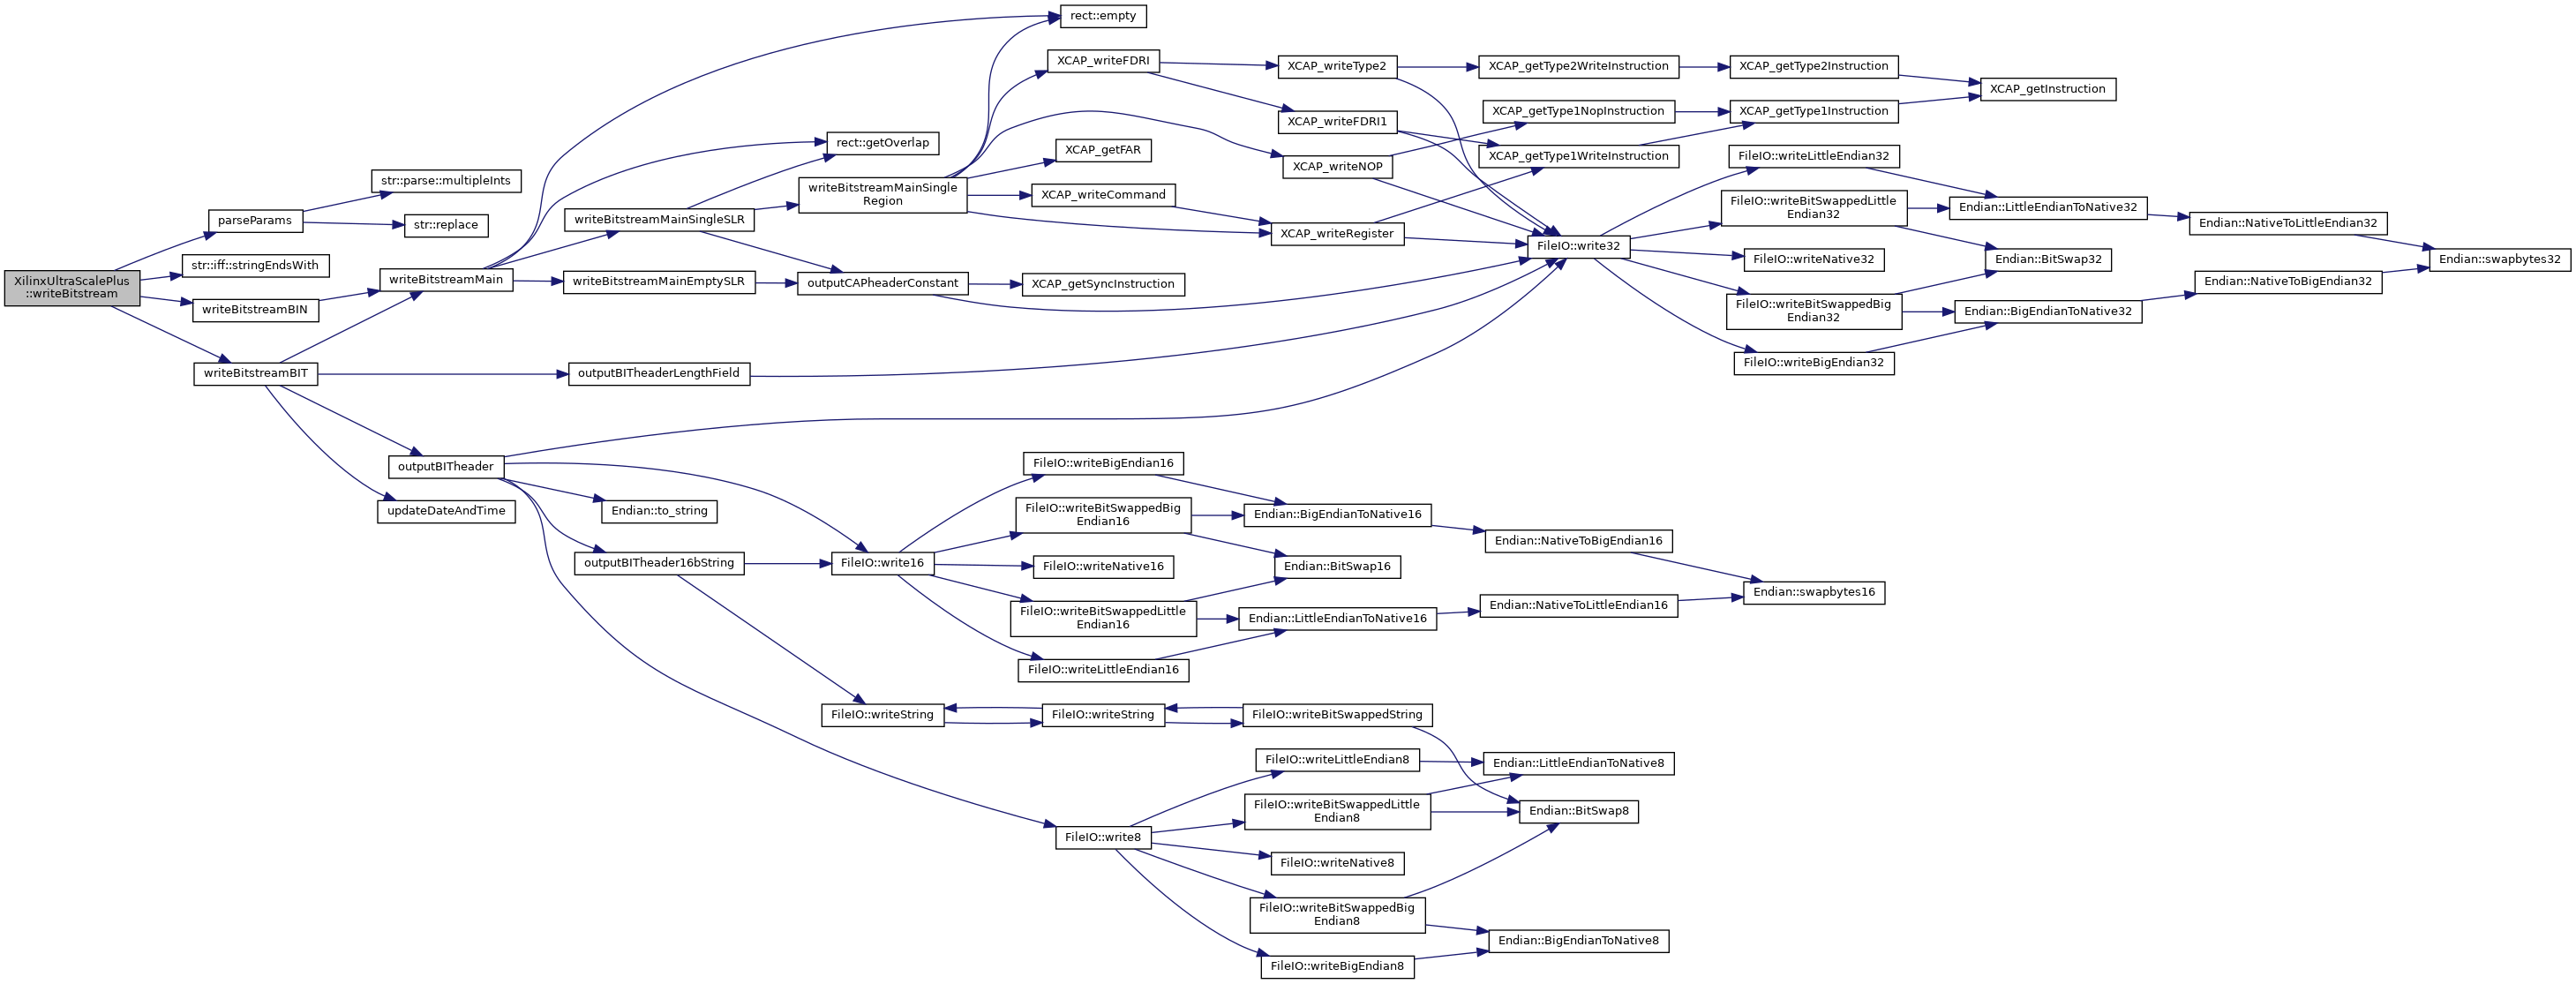 XilinxUltraScalePlus
::writeBitstream
parseParams
str::iff::stringEndsWith
writeBitstreamBIN
writeBitstreamBIT
str::parse::multipleInts
str::replace
writeBitstreamMain
outputBITheader
updateDateAndTime
writeBitstreamMainSingleSLR
writeBitstreamMainEmptySLR
outputBITheaderLengthField
Endian::to_string
outputBITheader16bString
rect::getOverlap
writeBitstreamMainSingle
Region
outputCAPheaderConstant
FileIO::write16
FileIO::writeString
rect::empty
XCAP_writeFDRI
XCAP_getFAR
XCAP_writeCommand
XCAP_getSyncInstruction
FileIO::writeBigEndian16
FileIO::writeBitSwappedBig
Endian16
FileIO::writeNative16
FileIO::writeBitSwappedLittle
Endian16
FileIO::writeLittleEndian16
FileIO::writeString
FileIO::write8
XCAP_writeType2
XCAP_writeFDRI1
XCAP_writeNOP
XCAP_writeRegister
Endian::BigEndianToNative16
Endian::BitSwap16
Endian::LittleEndianToNative16
FileIO::writeBitSwappedString
FileIO::writeLittleEndian8
FileIO::writeBitSwappedLittle
Endian8
FileIO::writeNative8
FileIO::writeBitSwappedBig
Endian8
FileIO::writeBigEndian8
XCAP_getType2WriteInstruction
XCAP_getType1NopInstruction
XCAP_getType1WriteInstruction
FileIO::write32
Endian::NativeToBigEndian16
Endian::NativeToLittleEndian16
Endian::LittleEndianToNative8
Endian::BitSwap8
Endian::BigEndianToNative8
XCAP_getType2Instruction
XCAP_getType1Instruction
FileIO::writeLittleEndian32
FileIO::writeBitSwappedLittle
Endian32
FileIO::writeNative32
FileIO::writeBitSwappedBig
Endian32
FileIO::writeBigEndian32
Endian::swapbytes16
XCAP_getInstruction
Endian::LittleEndianToNative32
Endian::BitSwap32
Endian::BigEndianToNative32
Endian::NativeToLittleEndian32
Endian::NativeToBigEndian32
Endian::swapbytes32